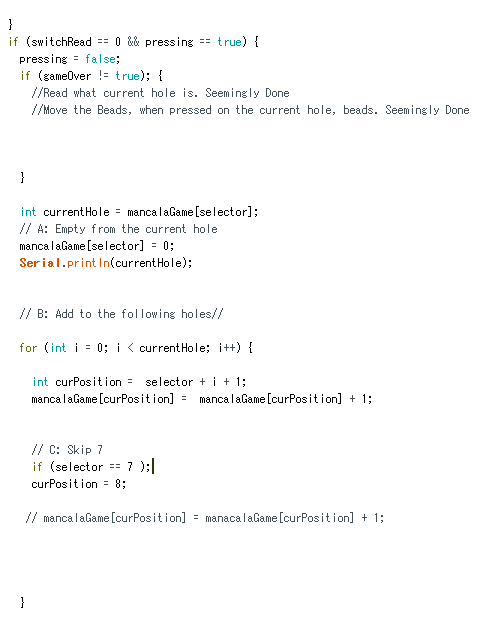 }
if (switchRead == 0 && pressing == true) {
pressing = false;
if (gameOver != true); {
//Read what current hole is. Seemingly Done
//Move the Beads, when pressed on the current hole, beads. Seemingly Done
}
int currentHole = mancalaGame[selector];
// A: Empty from the current hole
mancalaGame[selector] = 0;
Serial.println(currentHole);
// B: Add to the following holes//
for (int i = 0; i < currentHole; i++) {
int curPosition =  selector + i + 1;
mancalaGame[curPosition] =  mancalaGame[curPosition] + 1;
// C: Skip 7
if (selector == 7 );
curPosition = 8;
// mancalaGame[curPosition] = manacalaGame[curPosition] + 1;
}